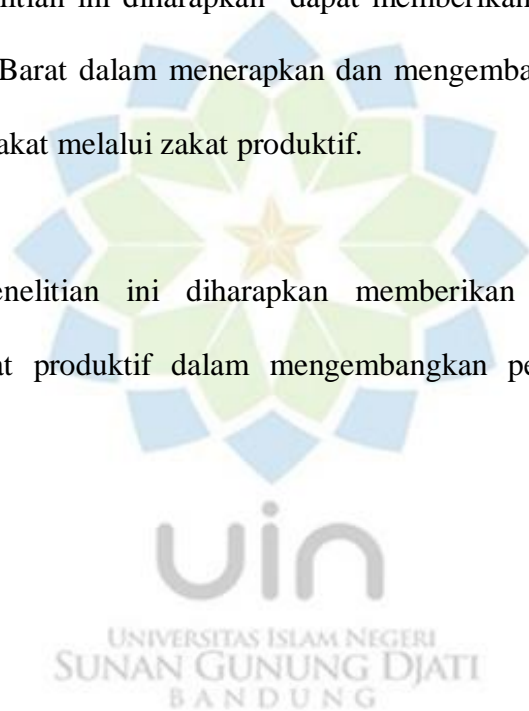 litian ini diharapkan dapat memberikan
Barat dalam menerapkan dan mengemba
akat melalui zakat produktif.
enelitian ini diharapkan memberikan
at produktif dalam mengembangkan pe
uin
UNIVERSITAS ISLAM NEGERI
SUNAN GUNUNG DJATI
BANDUNG